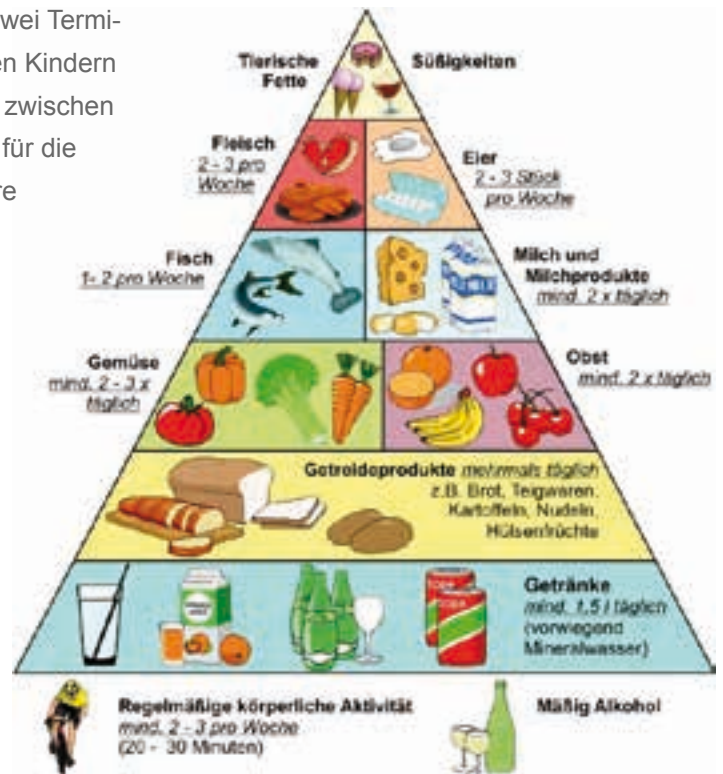 wei Termi-
en Kindern
zwischen
für die
re
Tierische
Fette
Süßigkeiten
Fleisch
2 - 3 pro
Woche
Eier
2 - 3 Stück
pro Woche
Fisch
1- 2 pro Woche
Milch und
Milchprodukte
mind. 2 x täglich
Gemüse
mind. 2 - 3 x
täglich
Obst
mind. 2 x täglich
Getreideprodukte mehrmals täglich
z.B. Brot, Teigwaren,
Kartoffeln, Nudeln,
Hülsenfrüchte
Getränke
mind. 1,5 l täglich
(vorwiegend
Mineralwasser)
Regelmäßige körperliche Aktivität
mind. 2 - 3 pro Woche
(20 - 30 Minuten)
Mäßig Alkohol